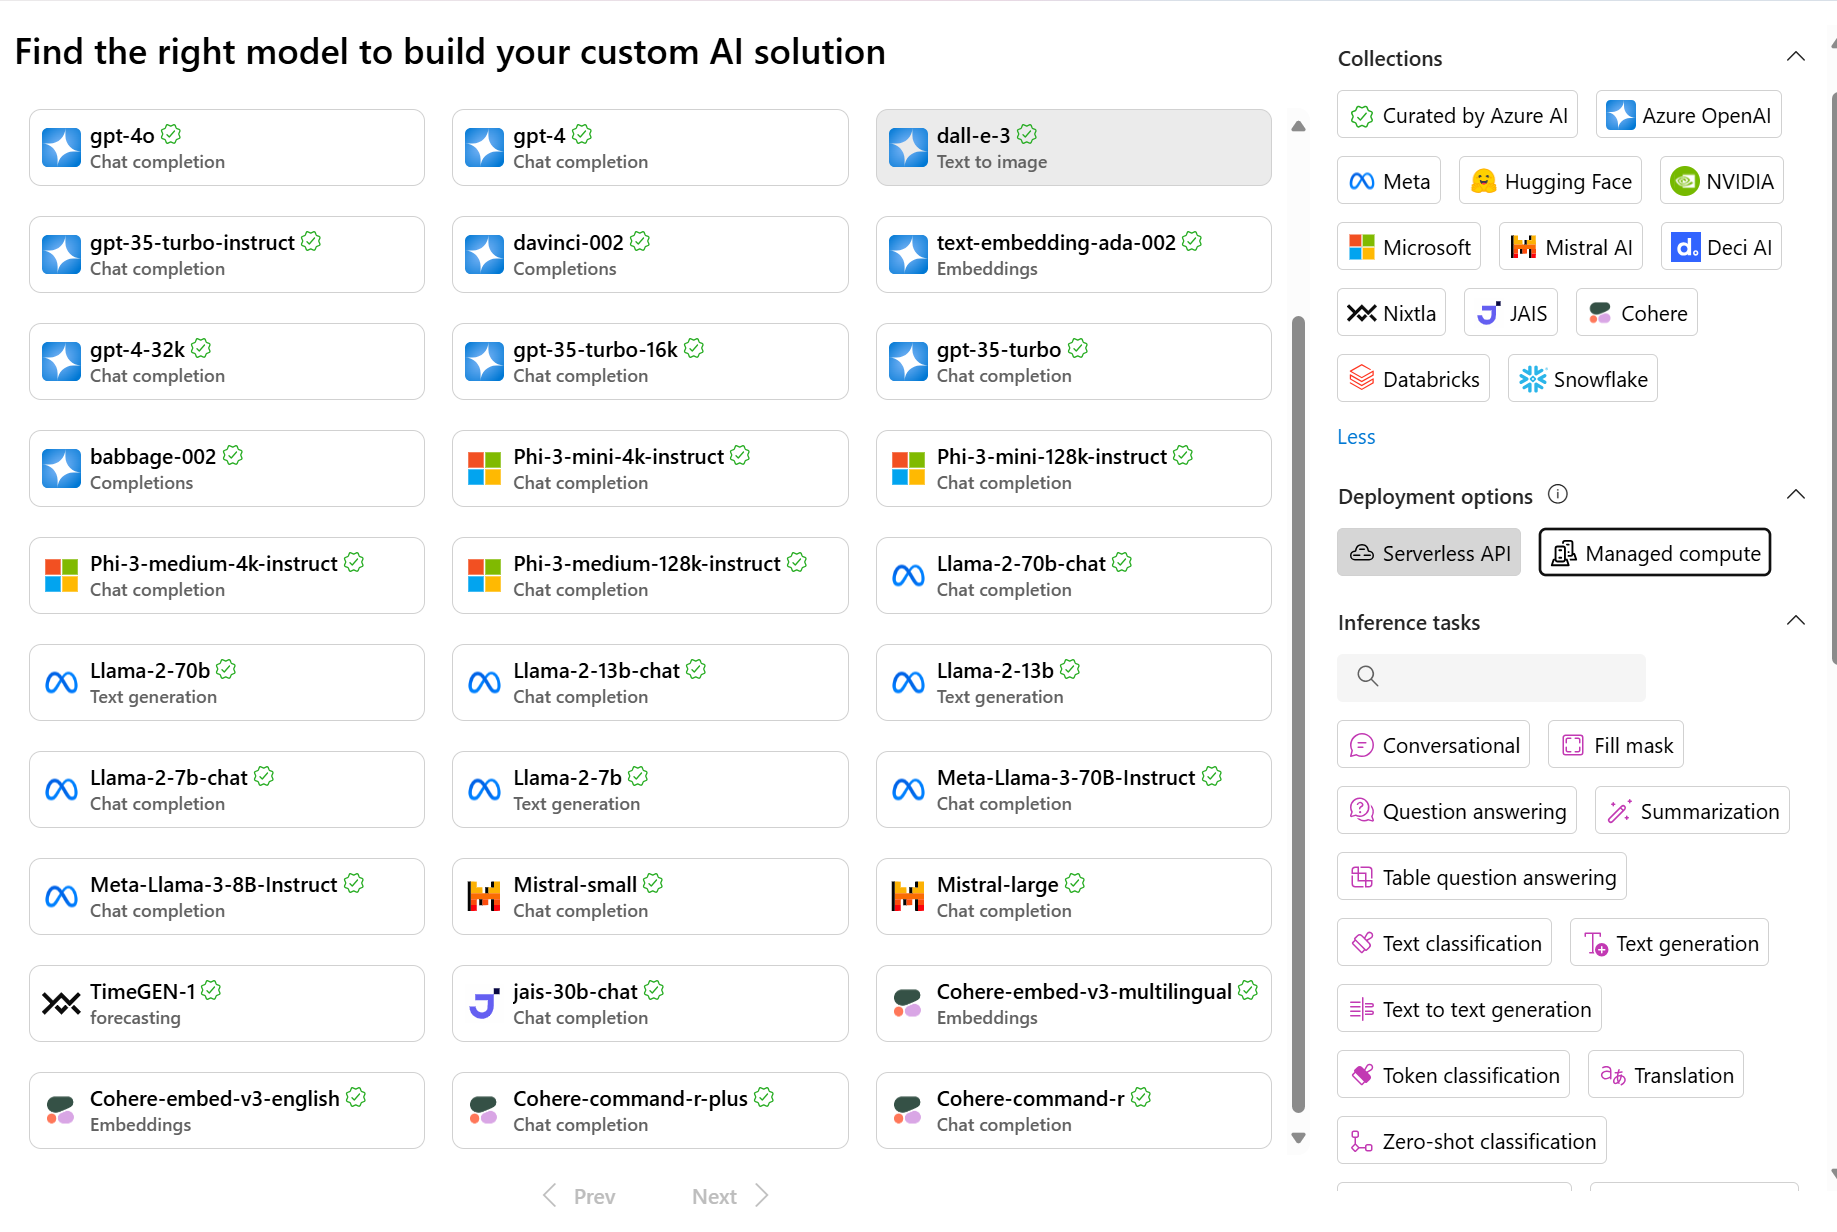 Find the right model to build your custom AI solution
gpt-4o
Chat completion
gpt-4
Chat completion
dall-e-3
Text to image
gpt-35-turbo-instruct
Chat completion
davinci-002
Completions
text-embedding-ada-002
Embeddings
gpt-4-32k
Chat completion
gpt-35-turbo-16k
Chat completion
gpt-35-turbo
Chat completion
babbage-002
Completions
Phi-3-mini-4k-instruct
Chat completion
Phi-3-mini-128k-instruct
Chat completion
Phi-3-medium-4k-instruct
Chat completion
Phi-3-medium-128k-instruct
Chat completion
Llama-2-70b-chat
Chat completion
Llama-2-70b
Text generation
Llama-2-13b-chat
Chat completion
Llama-2-13b
Text generation
Llama-2-7b-chat
Chat completion
Llama-2-7b
Text generation
Meta-Llama-3-70B-Instruct
Chat completion
Meta-Llama-3-8B-Instruct
Chat completion
Mistral-small
Chat completion
Mistral-large
Chat completion
TimeGEN-1
forecasting
jais-30b-chat
Chat completion
Cohere-embed-v3-multilingual
Embeddings
Cohere-embed-v3-english
Embeddings
Cohere-command-r-plus
Chat completion
Cohere-command-r
Chat completion
Prev
Next
Collections
Curated by Azure AI
Azure OpenAI
Meta
Hugging Face
NVIDIA
Microsoft
Mistral AI
Deci AI
Nixtla
JAIS
Cohere
Databricks
Snowflake
Less
Deployment options
Serverless API
Managed compute
Inference tasks
Conversational
Fill mask
Question answering
Summarization
Table question answering
Text classification
Text generation
Text to text generation
Token classification
Translation
Zero-shot classification